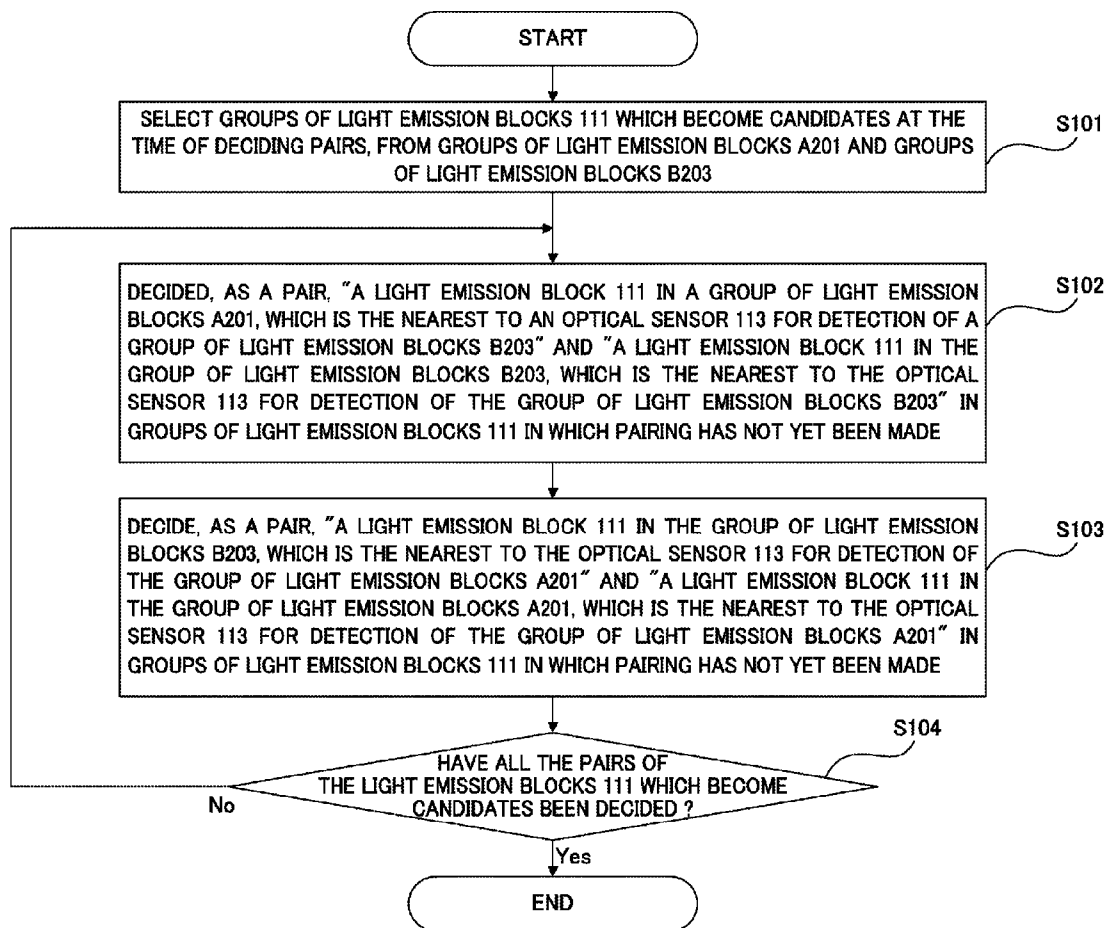 START
SELECT GROUPS OF LIGHT EMISSION BLOCKS 111 WHICH BECOME CANDIDATES AT THE
TIME OF DECIDING PAIRS, FROM GROUPS OF LIGHT EMISSION BLOCKS A201 AND GROUPS
OF LIGHT EMISSION BLOCKS B203
S101
DECIDED, AS A PAIR, "A LIGHT EMISSION BLOCK 111 IN A GROUP OF LIGHT EMISSION
BLOCKS A201, WHICH IS THE NEAREST TO AN OPTICAL SENSOR 113 FOR DETECTION OF A
GROUP OF LIGHT EMISSION BLOCKS B203" AND "A LIGHT EMISSION BLOCK 111 IN THE
GROUP OF LIGHT EMISSION BLOCKS B203, WHICH IS THE NEAREST TO THE OPTICAL
SENSOR 113 FOR DETECTION OF THE GROUP OF LIGHT EMISSION BLOCKS B203" IN
GROUPS OF LIGHT EMISSION BLOCKS 111 IN WHICH PAIRING HAS NOT YET BEEN MADE
S102
DECIDE, AS A PAIR, "A LIGHT EMISSION BLOCK 111 IN THE GROUP OF LIGHT EMISSION
BLOCKS B203, WHICH IS THE NEAREST TO THE OPTICAL SENSOR 113 FOR DETECTION OF
THE GROUP OF LIGHT EMISSION BLOCKS A201" AND "A LIGHT EMISSION BLOCK 111 IN
THE GROUP OF LIGHT EMISSION BLOCKS A201, WHICH IS THE NEAREST TO THE OPTICAL
SENSOR 113 FOR DETECTION OF THE GROUP OF LIGHT EMISSION BLOCKS A201" IN
GROUPS OF LIGHT EMISSION BLOCKS 111 IN WHICH PAIRING HAS NOT YET BEEN MADE
S103
S104
HAVE ALL THE PAIRS OF
THE LIGHT EMISSION BLOCKS 111 WHICH BECOME
CANDIDATES BEEN DECIDED ?
No
Yes
END